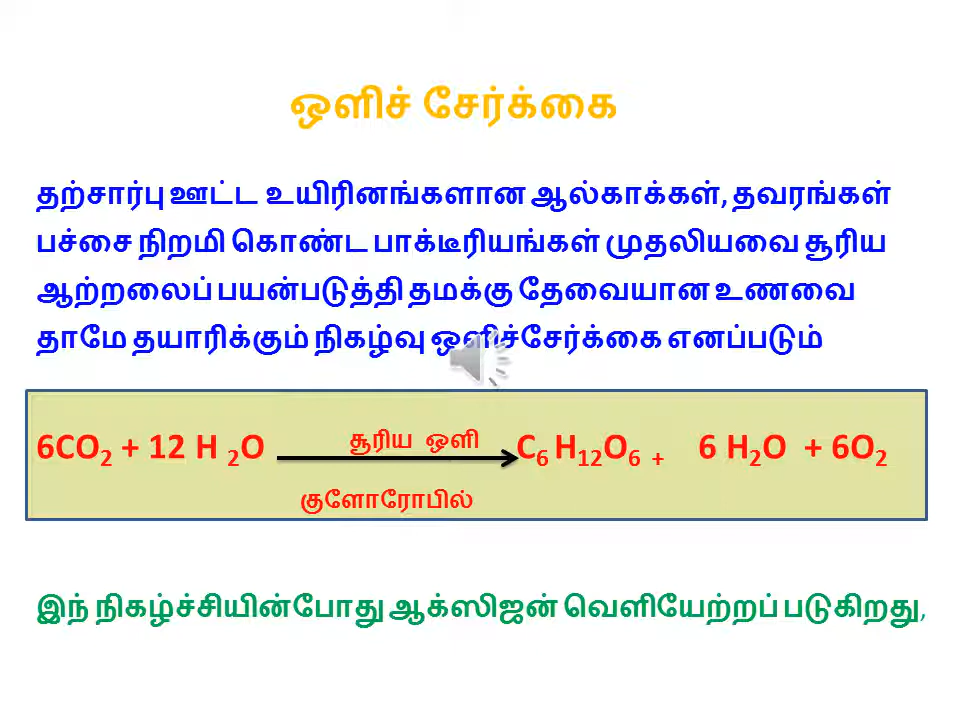 ஒளிச் சேர்க்கை
தற்சார்பு ஊட்ட உயிரினங்களான ஆல்காக்கள், தவரங்கள்
பச்சை நிறமி கொண்ட பாக்டீரியங்கள் முதலியவை சூரிய
ஆற்றலைப் பயன்படுத்தி தமக்கு தேவையான உணவை
தாமே தயாரிக்கும் நிகழ்வு ஒளிச்சேர்க்கை எனப்படும்
6CO₂ + 12 H ₂O சூரிய ஒளி C₆ H₁₂O₆ ₊ 6 H₂O + 6O₂
குளோரோபில்
இந் நிகழ்ச்சியின்போது ஆக்ஸிஜன் வெளியேற்றப் படுகிறது,